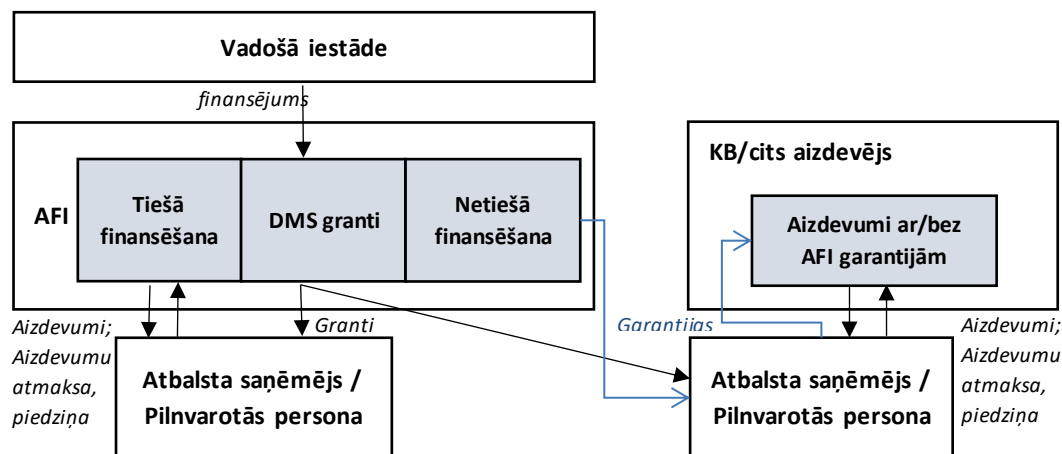 Vadošā iestāde
finansējums
AFI
Tiešā
finansēšana
DMS granti
Netiešā
finansēšana
KB/cits aizdevējs
Aizdevumi ar/bez
AFI garantijām
Aizdevumi;
Aizdevumu
atmaksa,
piedziņa
Granti
Garantijas
Aizdevumi;
Aizdevumu
atmaksa,
piedziņa
Atbalsta saņēmējs /
Pilnvarotās persona
Atbalsta saņēmējs /
Pilnvarotās persona